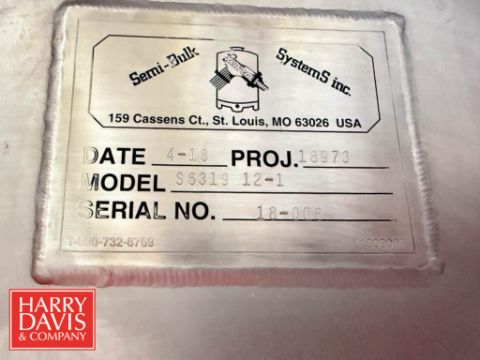 Semi-Bulk SystemS inc.
159 Cassens Ct., St. Louis, MO 63026 USA
DATE 4-18 PROJ. 18973
MODEL S6319 12-1
SERIAL NO. 18-006
1-800-732-8769
HARRY
DAVIS
& COMPANY